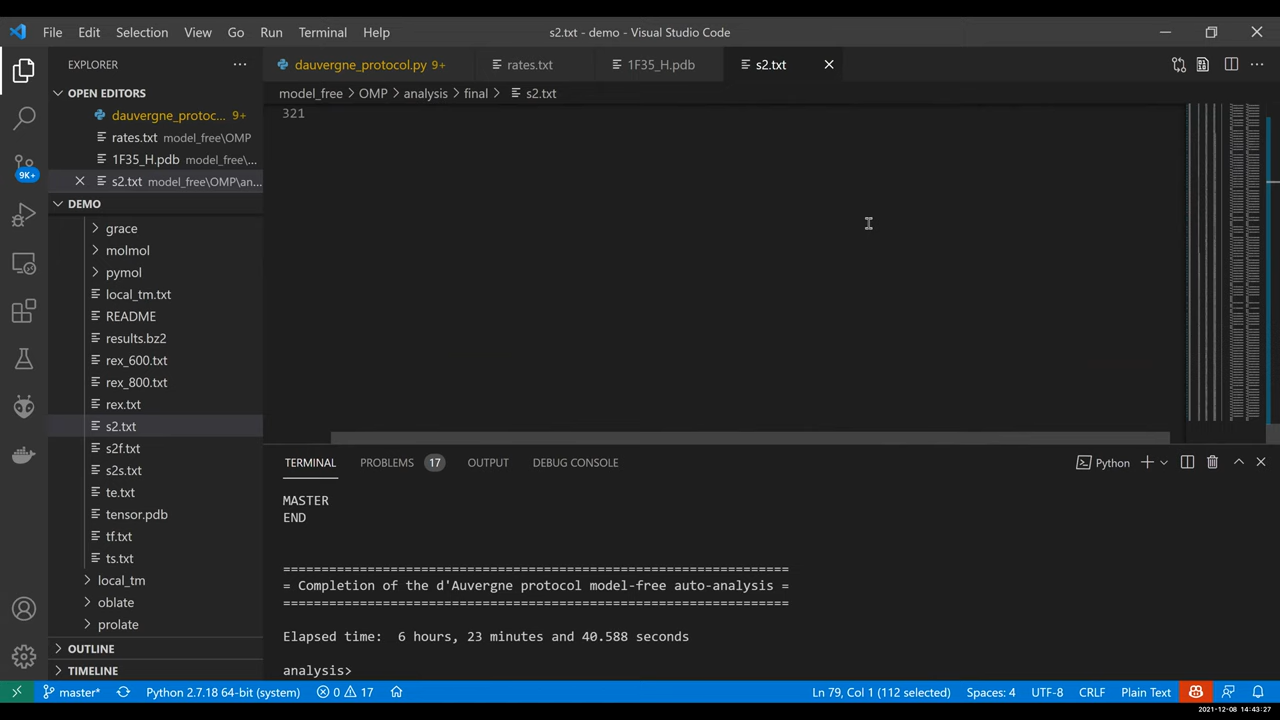 File Edit Selection View Go Run Terminal Help s2.txt - demo - Visual Studio Code
EXPLORER
dauvergne_protocol.py 9+ rates.txt 1F35_H.pdb s2.txt
OPEN EDITORS
model_free > OMP > analysis > final > s2.txt
dauvergne_protoc... 9+
rates.txt model_free\OMP
1F35_H.pdb model_free\...
s2.txt model_free\OMP\an...
9K+
DEMO
grace
molmol
pymol
local_tm.txt
README
results.bz2
rex_600.txt
rex_800.txt
rex.txt
s2.txt
s2f.txt
s2s.txt
te.txt
tensor.pdb
tf.txt
ts.txt
local_tm
oblate
prolate
OUTLINE
TIMELINE
321
TERMINAL PROBLEMS 17 OUTPUT DEBUG CONSOLE Python
MASTER
END
===================================================================
= Completion of the d'Auvergne protocol model-free auto-analysis =
===================================================================
Elapsed time:  6 hours, 23 minutes and 40.588 seconds
analysis>
master* Python 2.7.18 64-bit (system) 0 17 Ln 79, Col 1 (112 selected) Spaces: 4 UTF-8 CRLF Plain Text
2021-12-08 14:43:27